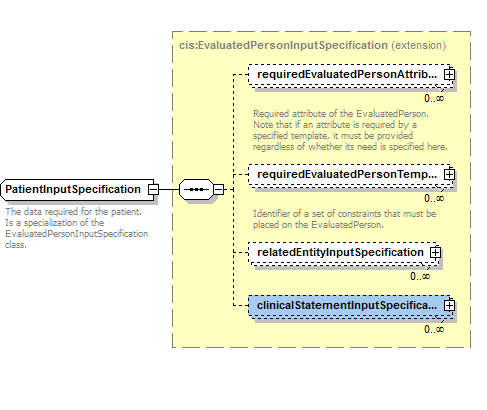 cis:EvaluatedPersonInputSpecification (extension)
requiredEvaluatedPersonAttrib...
0..∞
Required attribute of the EvaluatedPerson.
Note that if an attribute is required by a
specified template, it must be provided
regardless of whether its need is specified here.
requiredEvaluatedPersonTemp...
0..∞
Identifier of a set of constraints that must be
placed on the EvaluatedPerson.
PatientInputSpecification
The data required for the patient.
Is a specialization of the
EvaluatedPersonInputSpecification
class.
relatedEntityInputSpecification
0..∞
clinicalStatementInputSpecifica...
0..∞